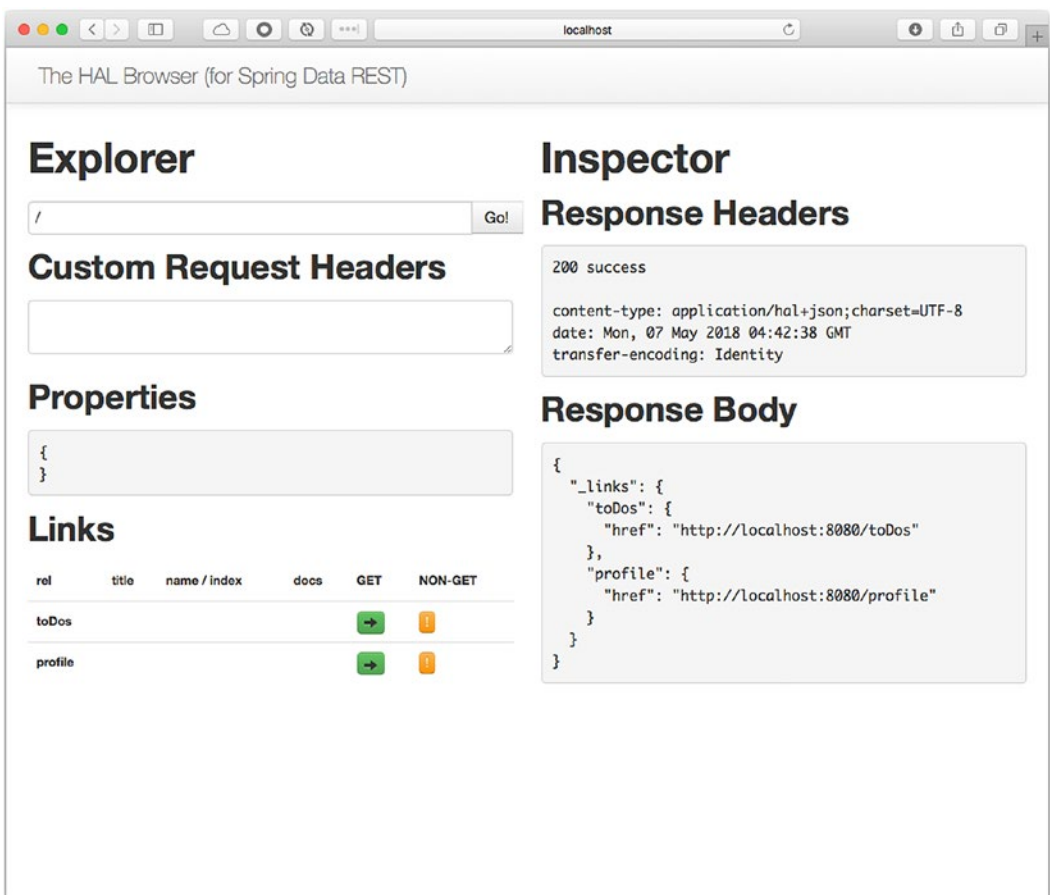 localhost
The HAL Browser (for Spring Data REST)
Explorer
/
Go!
Custom Request Headers
Properties
{
}
Links
rel title name / index docs GET NON-GET
toDos !
profile !
Inspector
Response Headers
200 success
content-type: application/hal+json;charset=UTF-8
date: Mon, 07 May 2018 04:42:38 GMT
transfer-encoding: Identity
Response Body
{
  "_links": {
    "toDos": {
      "href": "http://localhost:8080/toDos"
    },
    "profile": {
      "href": "http://localhost:8080/profile"
    }
  }
}